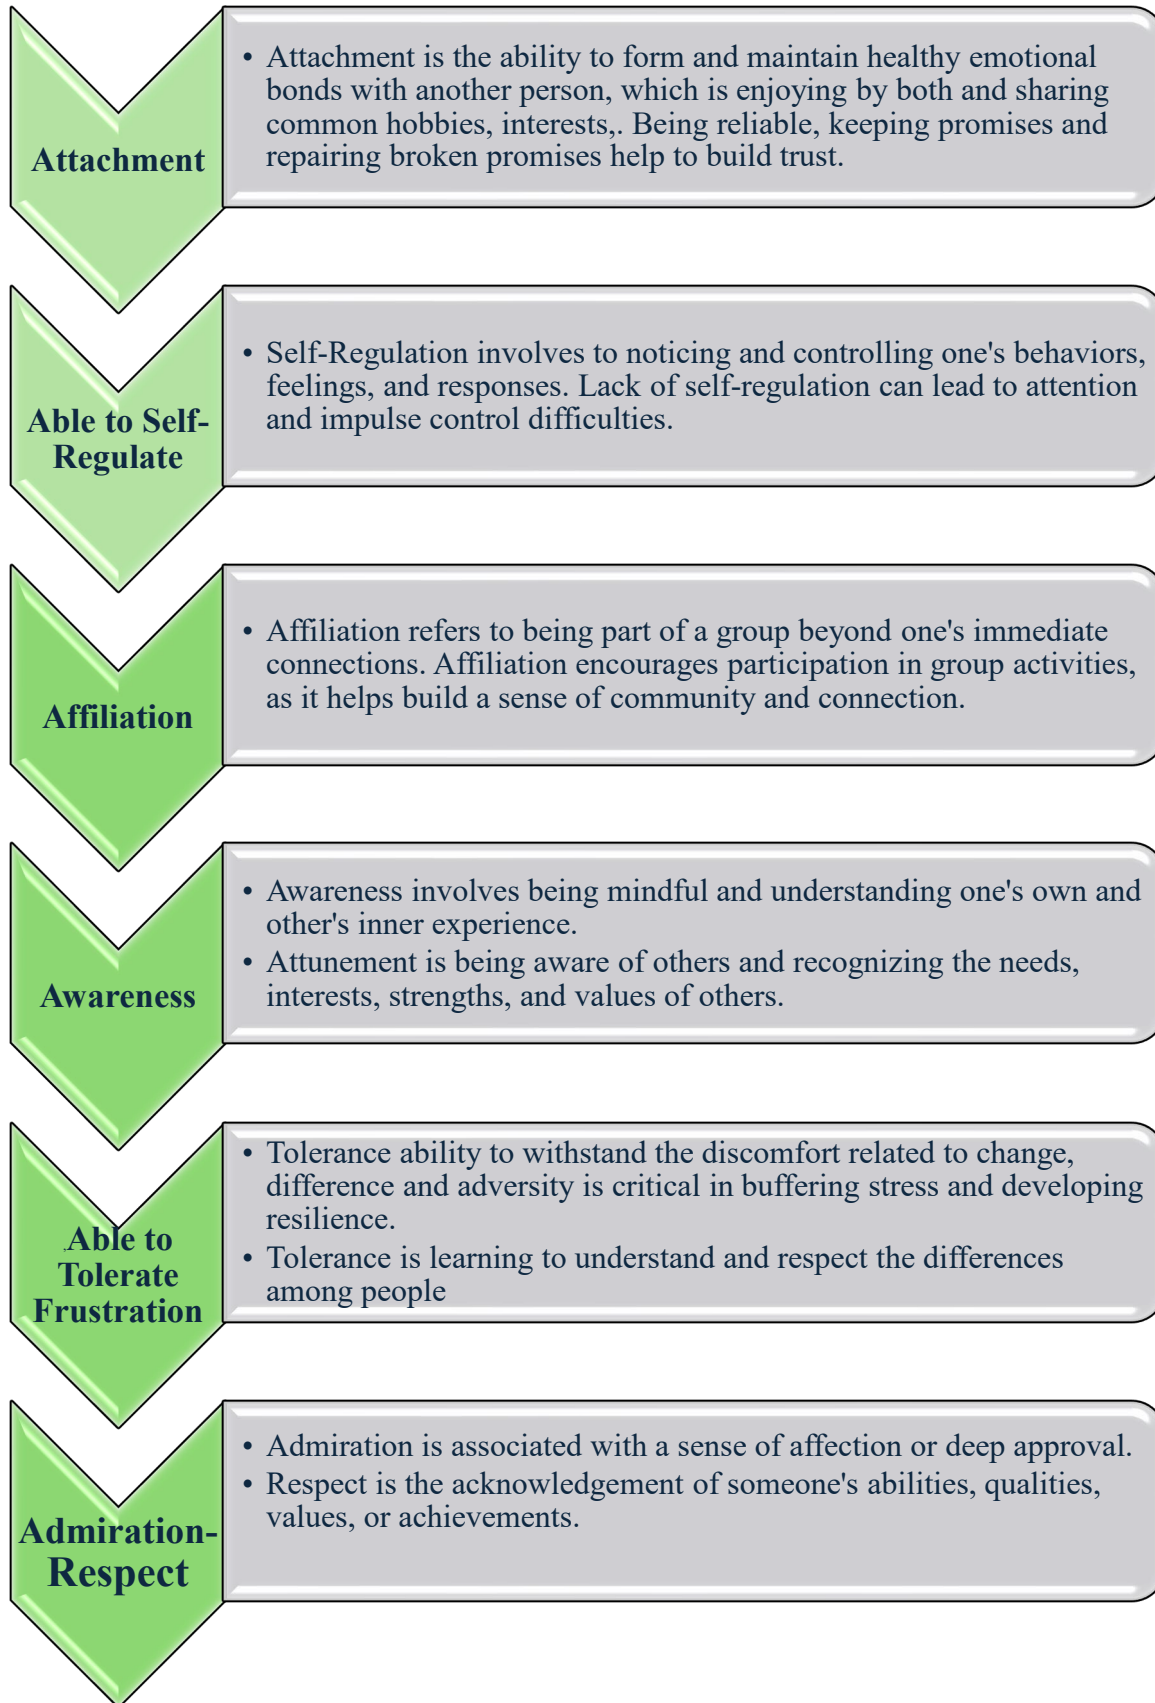 Attachment
• Attachment is the ability to form and maintain healthy emotional
bonds with another person, which is enjoying by both and sharing
common hobbies, interests,. Being reliable, keeping promises and
repairing broken promises help to build trust.
Able to Self-
Regulate
• Self-Regulation involves to noticing and controlling one's behaviors,
feelings, and responses. Lack of self-regulation can lead to attention
and impulse control difficulties.
Affiliation
• Affiliation refers to being part of a group beyond one's immediate
connections. Affiliation encourages participation in group activities,
as it helps build a sense of community and connection.
Awareness
• Awareness involves being mindful and understanding one's own and
other's inner experience.
• Attunement is being aware of others and recognizing the needs,
interests, strengths, and values of others.
.Able to
Tolerate
Frustration
• Tolerance ability to withstand the discomfort related to change,
difference and adversity is critical in buffering stress and developing
resilience.
• Tolerance is learning to understand and respect the differences
among people
Admiration-
Respect
• Admiration is associated with a sense of affection or deep approval.
• Respect is the acknowledgement of someone's abilities, qualities,
values, or achievements.